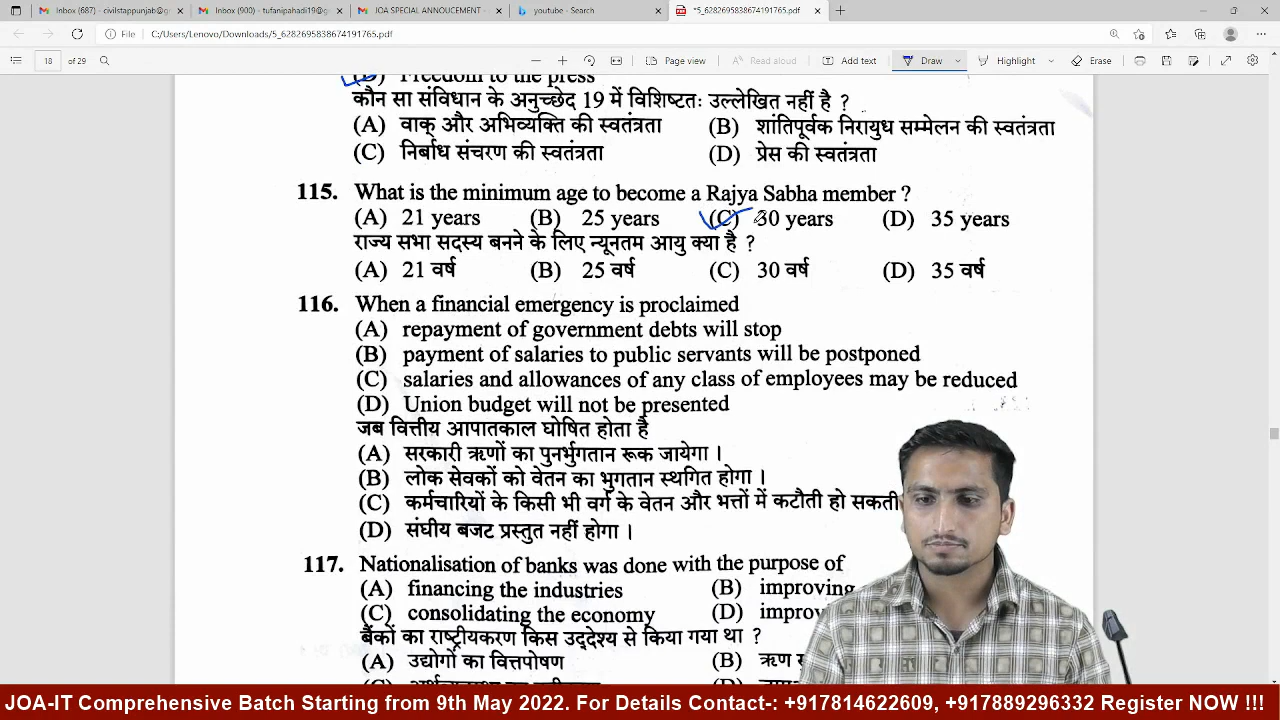 Inbox (687) - civilstappunjab@gm
Inbox (900) - tufanipahadi19@gm
JOA SPECIAL ANNOUCEMENT -
youtube - Search
*5_6282695838674191765.pdf
File C:/Users/Lenovo/Downloads/5_6282695838674191765.pdf
18 of 29 Page view Read aloud Add text Draw Highlight Erase
(D) Freedom to the press
कौन सा संविधान के अनुच्छेद 19 में विशिष्टतः उल्लेखित नहीं है ?
(A) वाक् और अभिव्यक्ति की स्वतंत्रता (B) शांतिपूर्वक निरायुध सम्मेलन की स्वतंत्रता
(C) निर्बाध संचरण की स्वतंत्रता (D) प्रेस की स्वतंत्रता
115. What is the minimum age to become a Rajya Sabha member ?
(A) 21 years (B) 25 years (C) 30 years (D) 35 years
राज्य सभा सदस्य बनने के लिए न्यूनतम आयु क्या है ?
(A) 21 वर्ष (B) 25 वर्ष (C) 30 वर्ष (D) 35 वर्ष
116. When a financial emergency is proclaimed
(A) repayment of government debts will stop
(B) payment of salaries to public servants will be postponed
(C) salaries and allowances of any class of employees may be reduced
(D) Union budget will not be presented
जब वित्तीय आपातकाल घोषित होता है
(A) सरकारी ऋणों का पुनर्भुगतान रूक जायेगा ।
(B) लोक सेवकों को वेतन का भुगतान स्थगित होगा ।
(C) कर्मचारियों के किसी भी वर्ग के वेतन और भत्तों में कटौती हो सकती
(D) संघीय बजट प्रस्तुत नहीं होगा ।
117. Nationalisation of banks was done with the purpose of
(A) financing the industries (B) improving
(C) consolidating the economy (D) improv
बैंकों का राष्ट्रीयकरण किस उद्देश्य से किया गया था ?
(A) उद्योगों का वित्तपोषण (B) ऋण
JOA-IT Comprehensive Batch Starting from 9th May 2022. For Details Contact-: +917814622609, +917889296332 Register NOW !!!